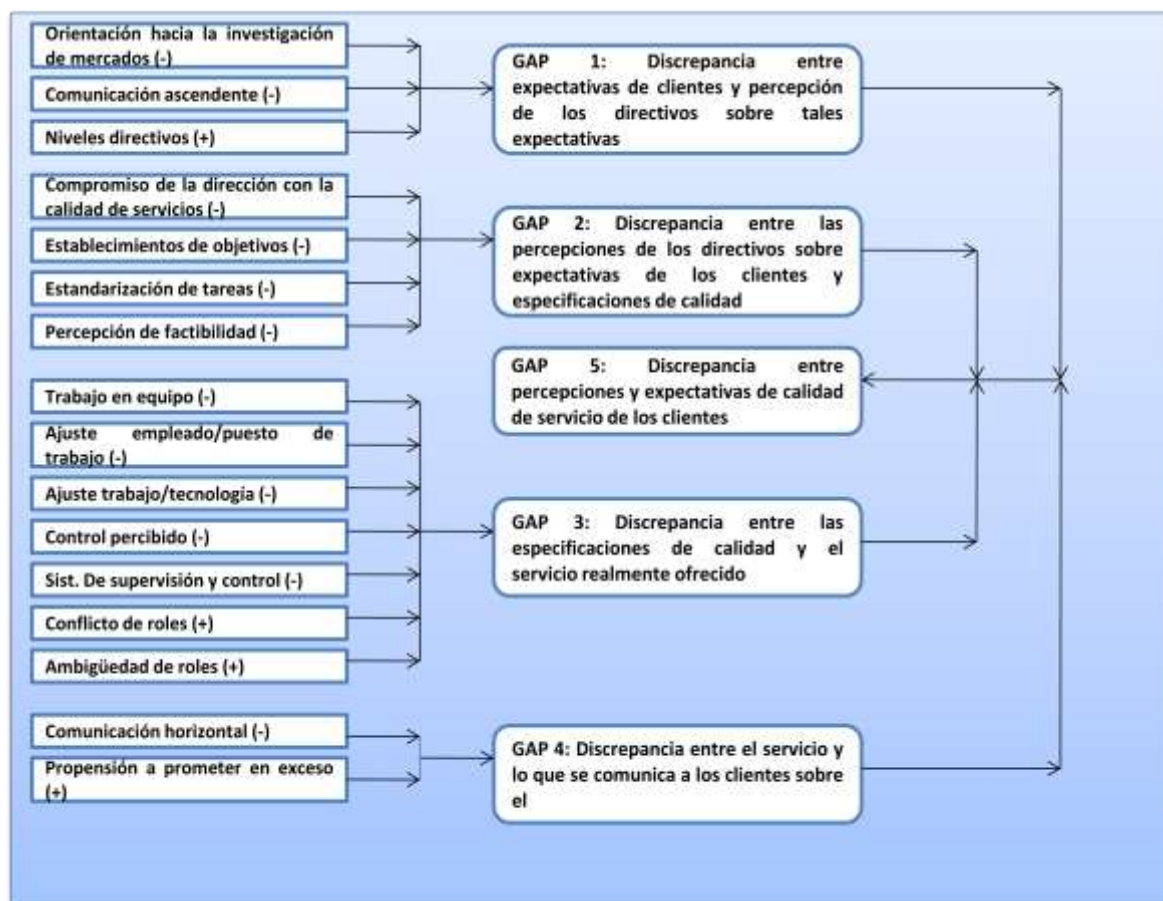 Orientación hacia la investigación
de mercados (-)
Comunicación ascendente (-)
Niveles directivos (+)
GAP 1: Discrepancia entre
expectativas de clientes y percepción
de los directivos sobre tales
expectativas
Compromiso de la dirección con la
calidad de servicios (-)
Establecimientos de objetivos (-)
Estandarización de tareas (-)
Percepción de factibilidad (-)
GAP 2: Discrepancia entre las
percepciones de los directivos sobre
expectativas de los clientes y
especificaciones de calidad
GAP 5: Discrepancia entre
percepciones y expectativas de calidad
de servicio de los clientes
Trabajo en equipo (-)
Ajuste empleado/puesto de
trabajo (-)
Ajuste trabajo/tecnología (-)
Control percibido (-)
Sist. De supervisión y control (-)
Conflicto de roles (+)
Ambigüedad de roles (+)
GAP 3: Discrepancia entre las
especificaciones de calidad y el
servicio realmente ofrecido
Comunicación horizontal (-)
Propensión a prometer en exceso
(+)
GAP 4: Discrepancia entre el servicio y
lo que se comunica a los clientes sobre
el